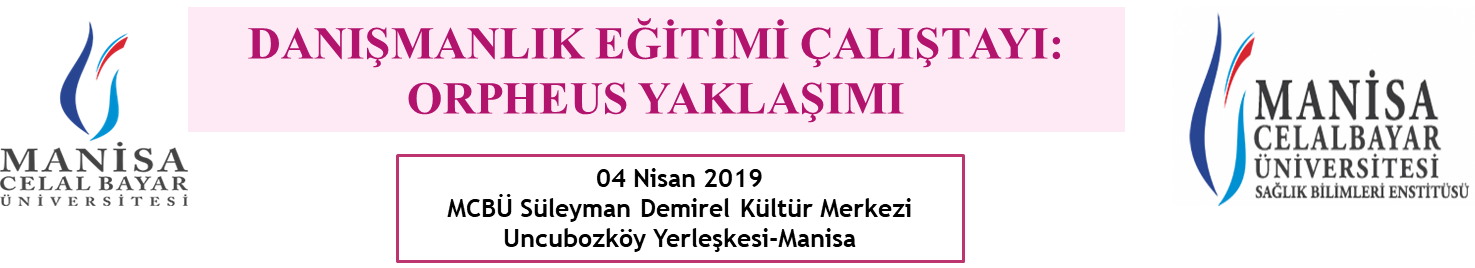 DANIŞMANLIK EĞİTİMİ ÇALIŞTAYI:
ORPHEUS YAKLAŞIMI
MANİSA
CELAL BAYAR
ÜNİVERSİTESİ
04 Nisan 2019
MCBÜ Süleyman Demirel Kültür Merkezi
Uncubozköy Yerleşkesi-Manisa
MANİSA
CELALBAYAR
ÜNİVERSİTESİ
SAĞLIK BİLİMLERİ ENSTİTÜSÜ